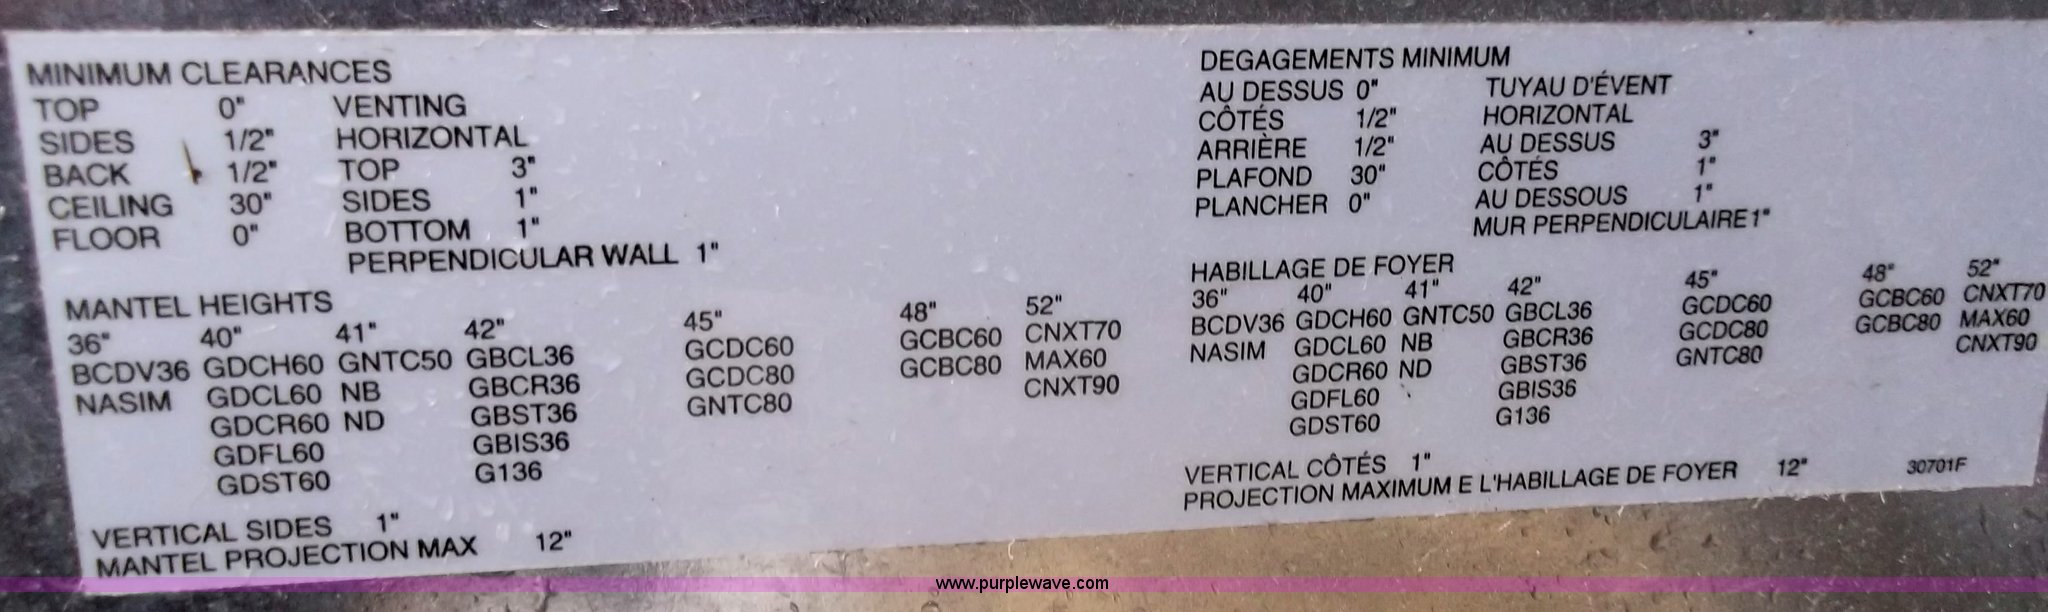 MINIMUM CLEARANCES
TOP 0" VENTING
SIDES 1/2" HORIZONTAL
BACK 1/2" TOP 3"
CEILING 30" SIDES 1"
FLOOR 0" BOTTOM 1"
PERPENDICULAR WALL 1"
MANTEL HEIGHTS
36" 40" 41" 42" 45" 48" 52"
BCDV36 GDCH60 GNTC50 GBCL36 GCDC60 GCBC60 CNXT70
NASIM GDCL60 NB GBCR36 GCDC80 GCBC80 MAX60
GDCR60 ND GBST36 GNTC80 CNXT90
GDFL60 GBIS36
GDST60 G136
VERTICAL SIDES 1"
MANTEL PROJECTION MAX 12"
DEGAGEMENTS MINIMUM
AU DESSUS 0" TUYAU D'ÉVENT
CÔTÉS 1/2" HORIZONTAL
ARRIÈRE 1/2" AU DESSUS 3"
PLAFOND 30" CÔTÉS 1"
PLANCHER 0" AU DESSOUS 1"
MUR PERPENDICULAIRE 1"
HABILLAGE DE FOYER
36" 40" 41" 42" 45" 48" 52"
BCDV36 GDCH60 GNTC50 GBCL36 GCDC60 GCBC60 CNXT70
NASIM GDCL60 NB GBCR36 GCDC80 GCBC80 MAX60
GDCR60 ND GBST36 GNTC80 CNXT90
GDFL60 GBIS36
GDST60 G136
VERTICAL CÔTÉS 1"
PROJECTION MAXIMUM E L'HABILLAGE DE FOYER 12" 30701F
www.purplewave.com